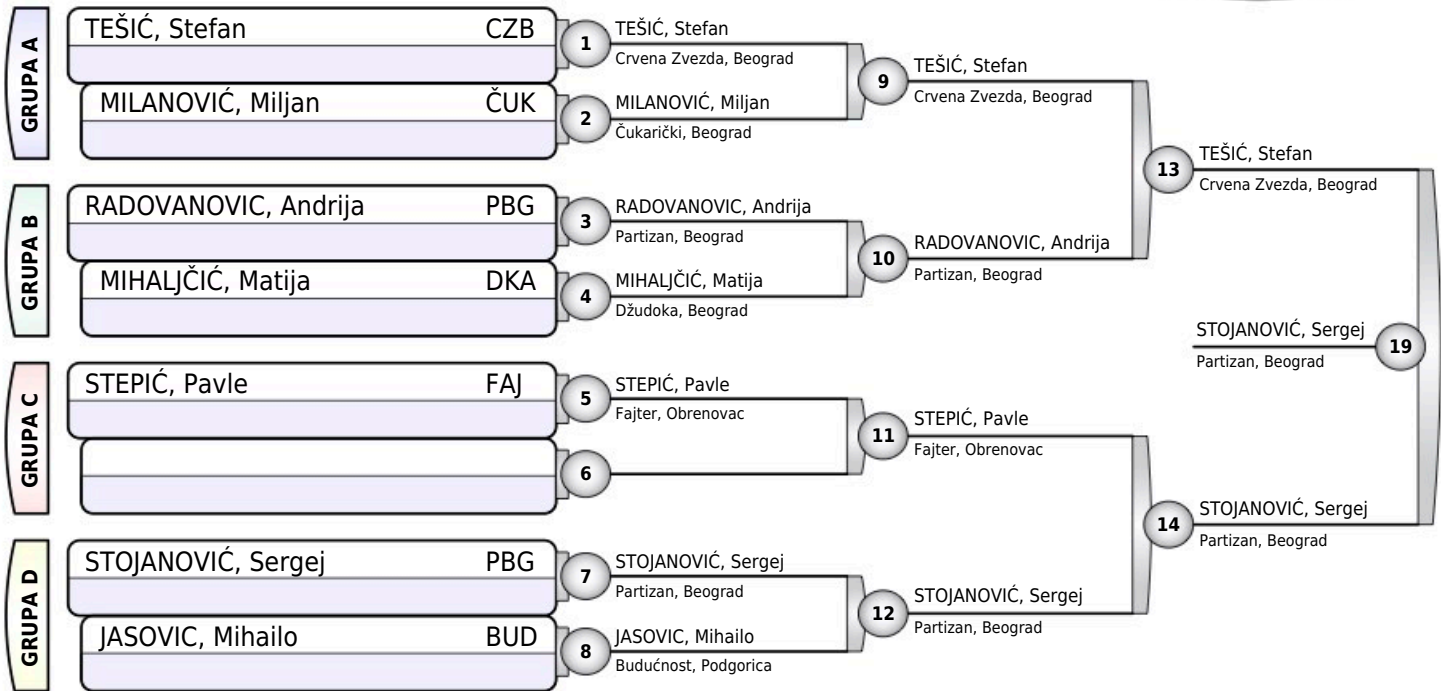 GRUPA A
TEŠIĆ, Stefan CZB
MILANOVIĆ, Miljan ČUK
1
TEŠIĆ, Stefan
Crvena Zvezda, Beograd
2
MILANOVIĆ, Miljan
Čukarički, Beograd
9
TEŠIĆ, Stefan
Crvena Zvezda, Beograd
GRUPA B
RADOVANOVIC, Andrija PBG
MIHALJČIĆ, Matija DKA
3
RADOVANOVIC, Andrija
Partizan, Beograd
4
MIHALJČIĆ, Matija
Džudoka, Beograd
10
RADOVANOVIC, Andrija
Partizan, Beograd
13
TEŠIĆ, Stefan
Crvena Zvezda, Beograd
GRUPA C
STEPIĆ, Pavle FAJ
5
STEPIĆ, Pavle
Fajter, Obrenovac
6
11
STEPIĆ, Pavle
Fajter, Obrenovac
GRUPA D
STOJANOVIĆ, Sergej PBG
JASOVIC, Mihailo BUD
7
STOJANOVIĆ, Sergej
Partizan, Beograd
8
JASOVIC, Mihailo
Budućnost, Podgorica
12
STOJANOVIĆ, Sergej
Partizan, Beograd
14
STOJANOVIĆ, Sergej
Partizan, Beograd
STOJANOVIĆ, Sergej
Partizan, Beograd
19